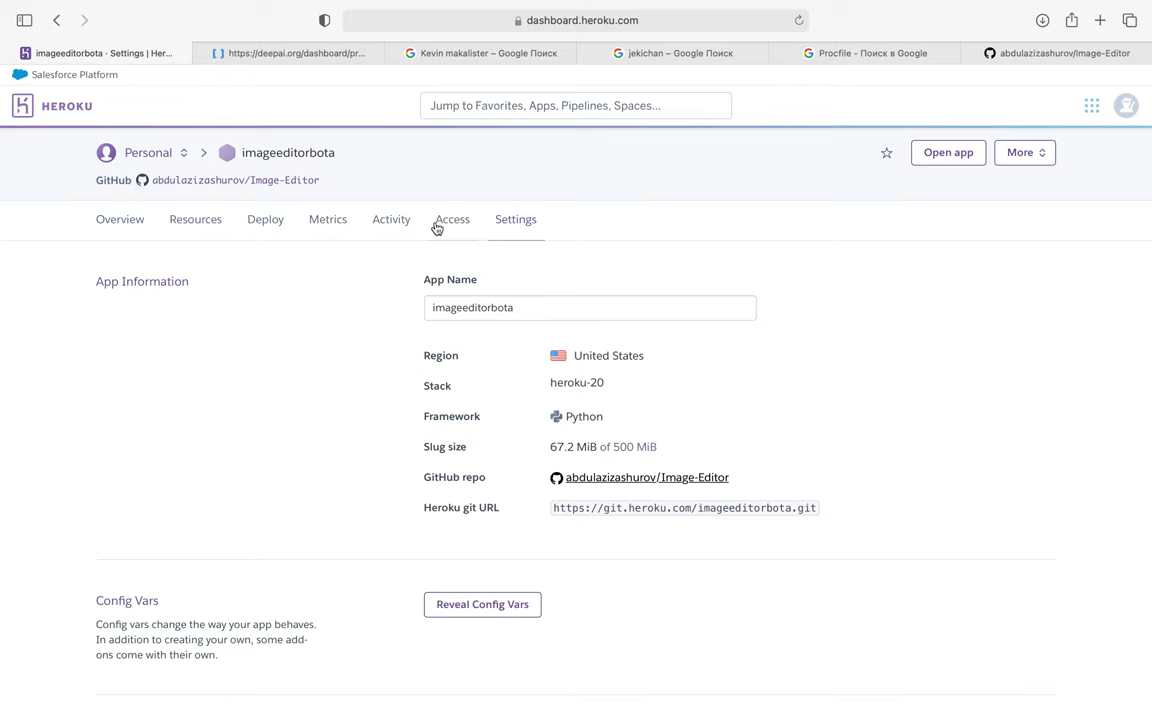 dashboard.heroku.com
imageeditorbota · Settings | Her...
https://deepai.org/dashboard/pr...
Kevin makalister – Google Поиск
jekichan – Google Поиск
Procfile - Поиск в Google
abdulazizashurov/Image-Editor
Salesforce Platform
HEROKU
Jump to Favorites, Apps, Pipelines, Spaces...
Personal
imageeditorbota
Open app
More
GitHub
abdulazizashurov/Image-Editor
Overview
Resources
Deploy
Metrics
Activity
Access
Settings
App Information
App Name
imageeditorbota
Region
United States
Stack
heroku-20
Framework
Python
Slug size
67.2 MiB of 500 MiB
GitHub repo
abdulazizashurov/Image-Editor
Heroku git URL
https://git.heroku.com/imageeditorbota.git
Config Vars
Config vars change the way your app behaves.
In addition to creating your own, some add-
ons come with their own.
Reveal Config Vars